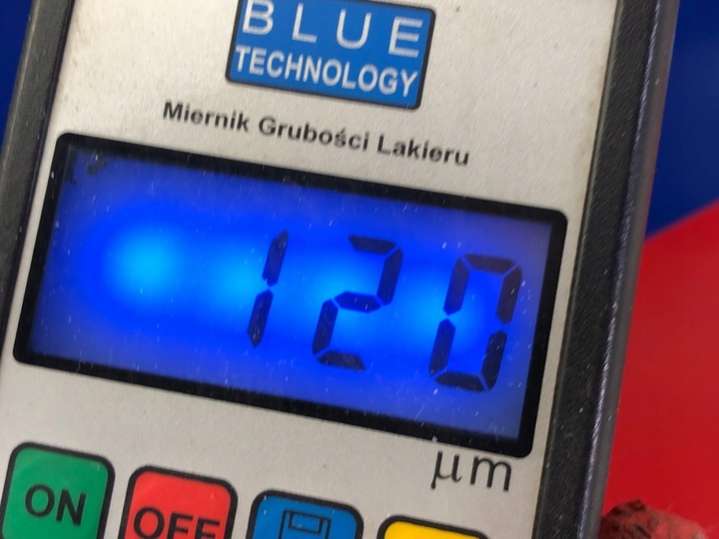 BLUE
TECHNOLOGY
Miernik Grubości Lakieru
120
μm
ON
OFF